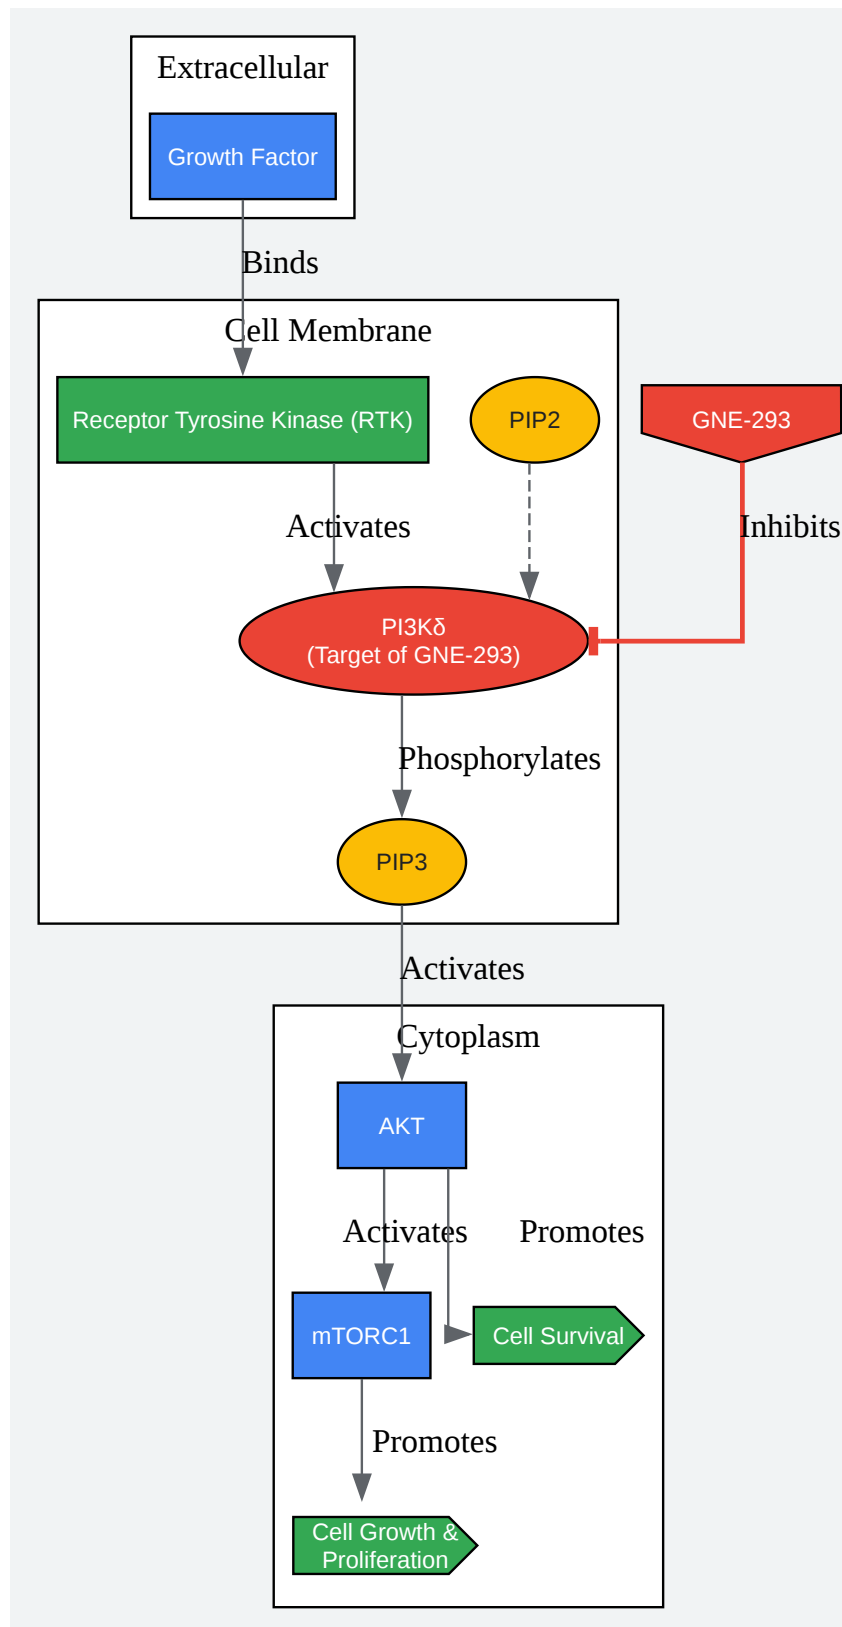 Extracellular
Growth Factor
Binds
Cell Membrane
Receptor Tyrosine Kinase (RTK)
PIP2
GNE-293
Activates
Inhibits
PI3Kδ
(Target of GNE-293)
Phosphorylates
PIP3
Activates
Cytoplasm
AKT
Activates
Promotes
mTORC1
Cell Survival
Promotes
Cell Growth &
Proliferation